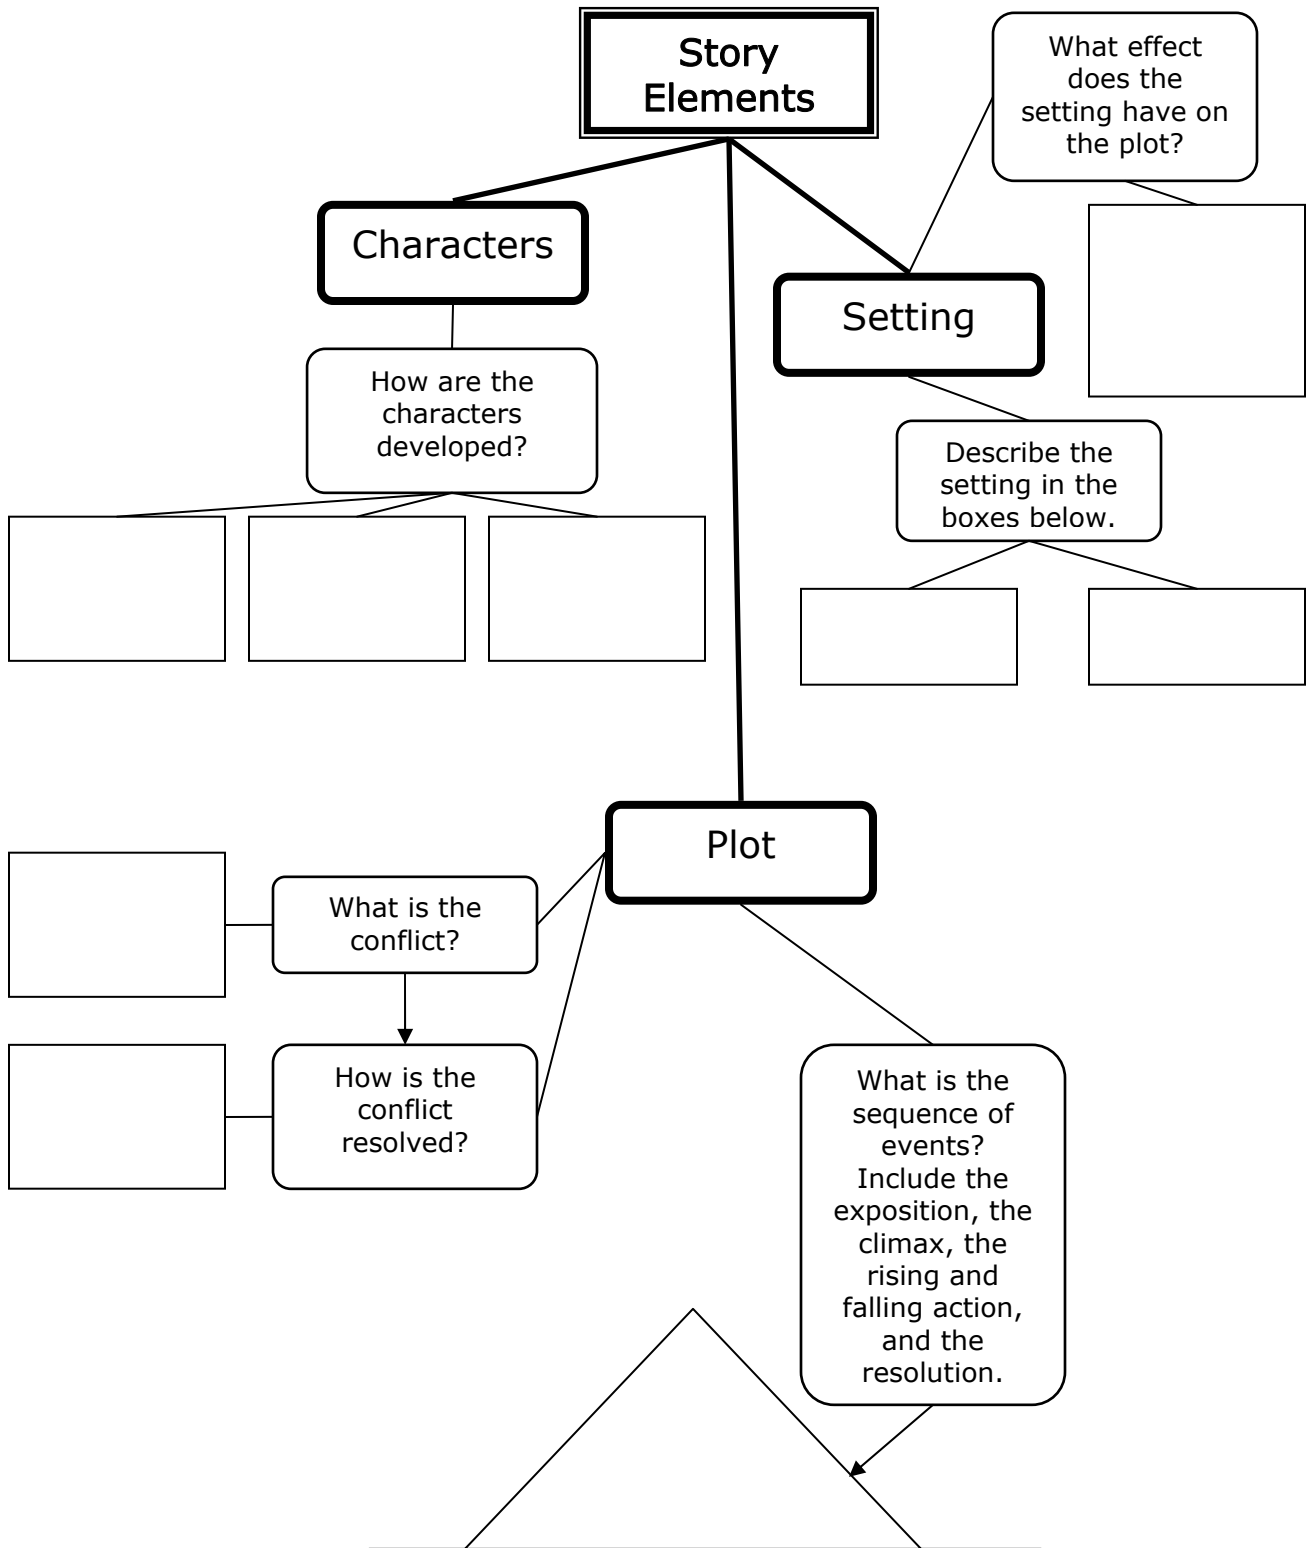 Story
Elements
What effect
does the
setting have on
the plot?
Characters
Setting
How are the
characters
developed?
Describe the
setting in the
boxes below.
Plot
What is the
conflict?
How is the
conflict
resolved?
What is the
sequence of
events?
Include the
exposition, the
climax, the
rising and
falling action,
and the
resolution.